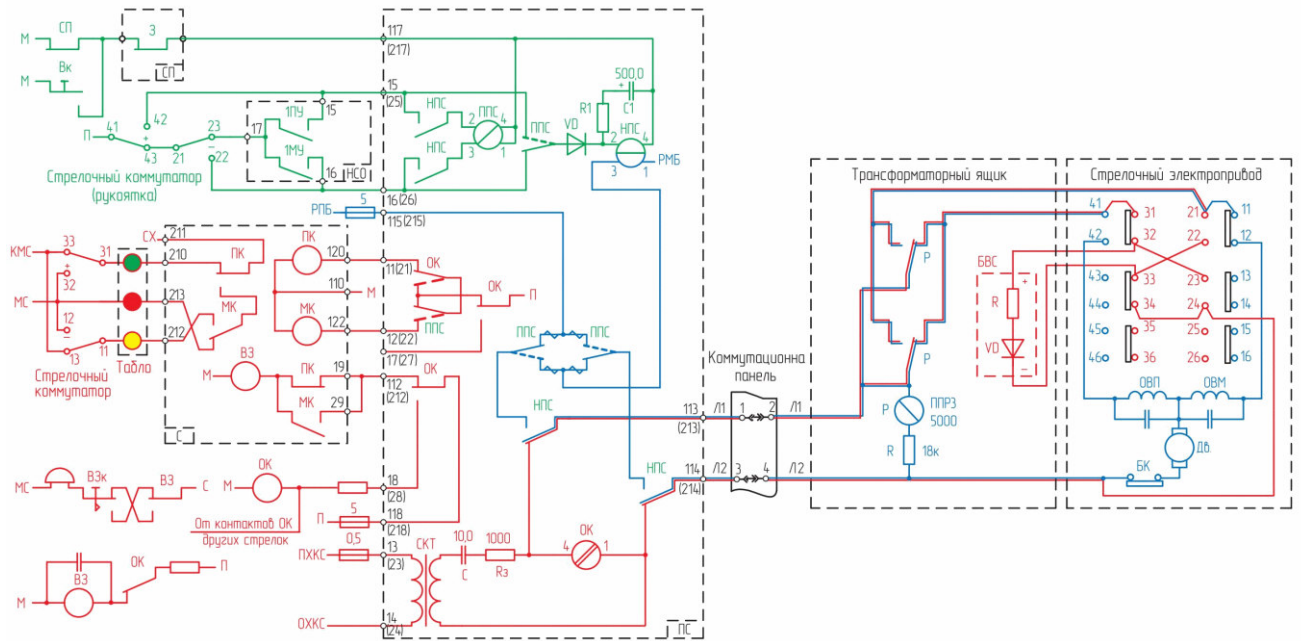 М
СП
М
Вк
З
СП
П
41
42
+
43
21
23
−
22
Стрелочный коммутатор
(рукоятка)
17
1ПУ
1МУ
15
16
НСО
117
(217)
15
(25)
НПС
НПС
2
3
ППС
4
1
ППС
VD
R1
500,0
+
С1
НПС
2
4
3
1
РМБ
16(26)
115(215)
РПБ
5
КМС
33
31
+
32
МС
12
−
13
11
Табло
Стрелочный
коммутатор
СХ
211
210
213
212
ПК
МК
ПК
120
110
М
МК
122
М
ВЗ
ПК
МК
19
29
С
11(21)
12(22)
17(27)
112
(212)
ОК
ППС
ОК
П
ОК
ППС
ППС
НПС
НПС
МС
ВЗк
ВЗ
С
М
ОК
От контактов ОК
других стрелок
18
(28)
П
5
118
(218)
ПХКС
0,5
13
(23)
СКТ
10,0
С
1000
Rз
4
ОК
1
ОХКС
14
(24)
ПС
М
ВЗ
ОК
П
113
(213)
114
(214)
Коммутационна
панель
1
2
3
4
Л1
Л1
Л2
Л2
Трансформаторный ящик
Р
Р
Р
ППРЗ
5000
R
18к
Стрелочный электропривод
БВС
R
+
VD
−
41
31
21
11
42
32
22
12
43
33
23
13
44
34
24
14
45
35
25
15
46
36
26
16
ОВП
ОВМ
Дв
БК